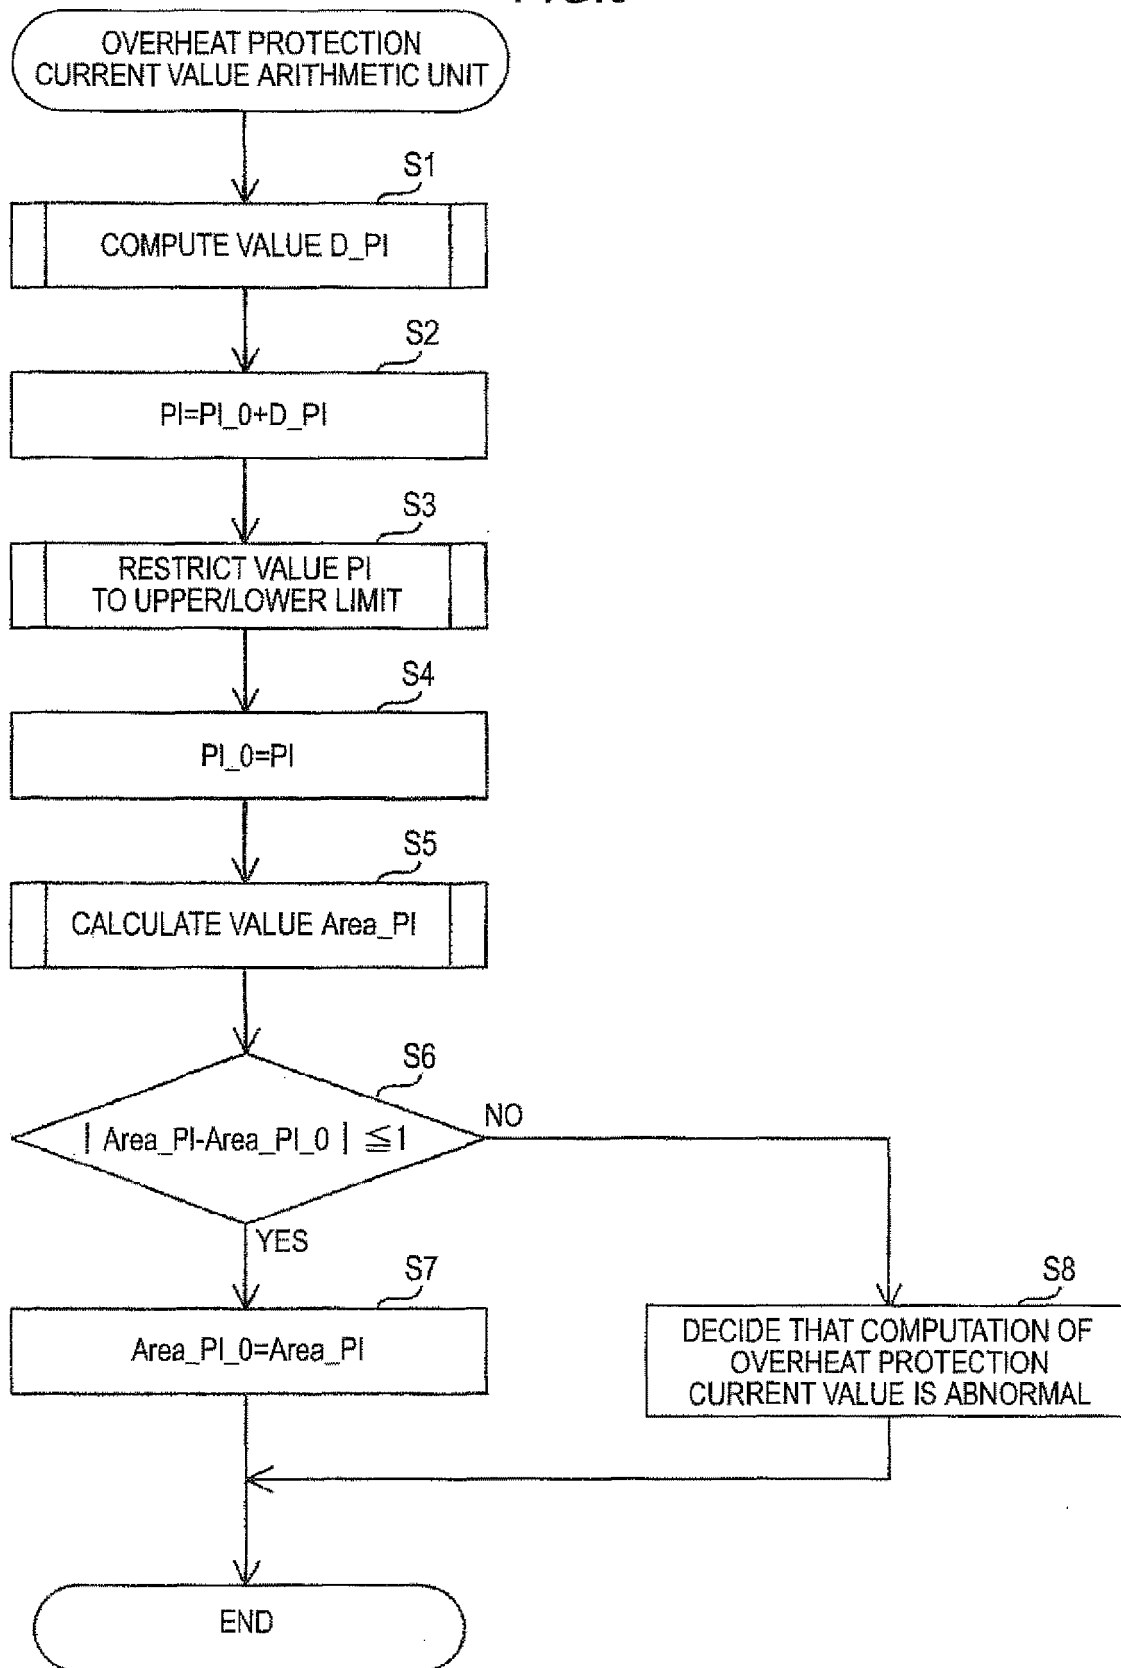 OVERHEAT PROTECTION
CURRENT VALUE ARITHMETIC UNIT
S1
COMPUTE VALUE D_PI
S2
PI=PI_0+D_PI
S3
RESTRICT VALUE PI
TO UPPER/LOWER LIMIT
S4
PI_0=PI
S5
CALCULATE VALUE Area_PI
S6
| Area_PI-Area_PI_0 | ≦1
NO
YES
S7
Area_PI_0=Area_PI
S8
DECIDE THAT COMPUTATION OF
OVERHEAT PROTECTION
CURRENT VALUE IS ABNORMAL
END